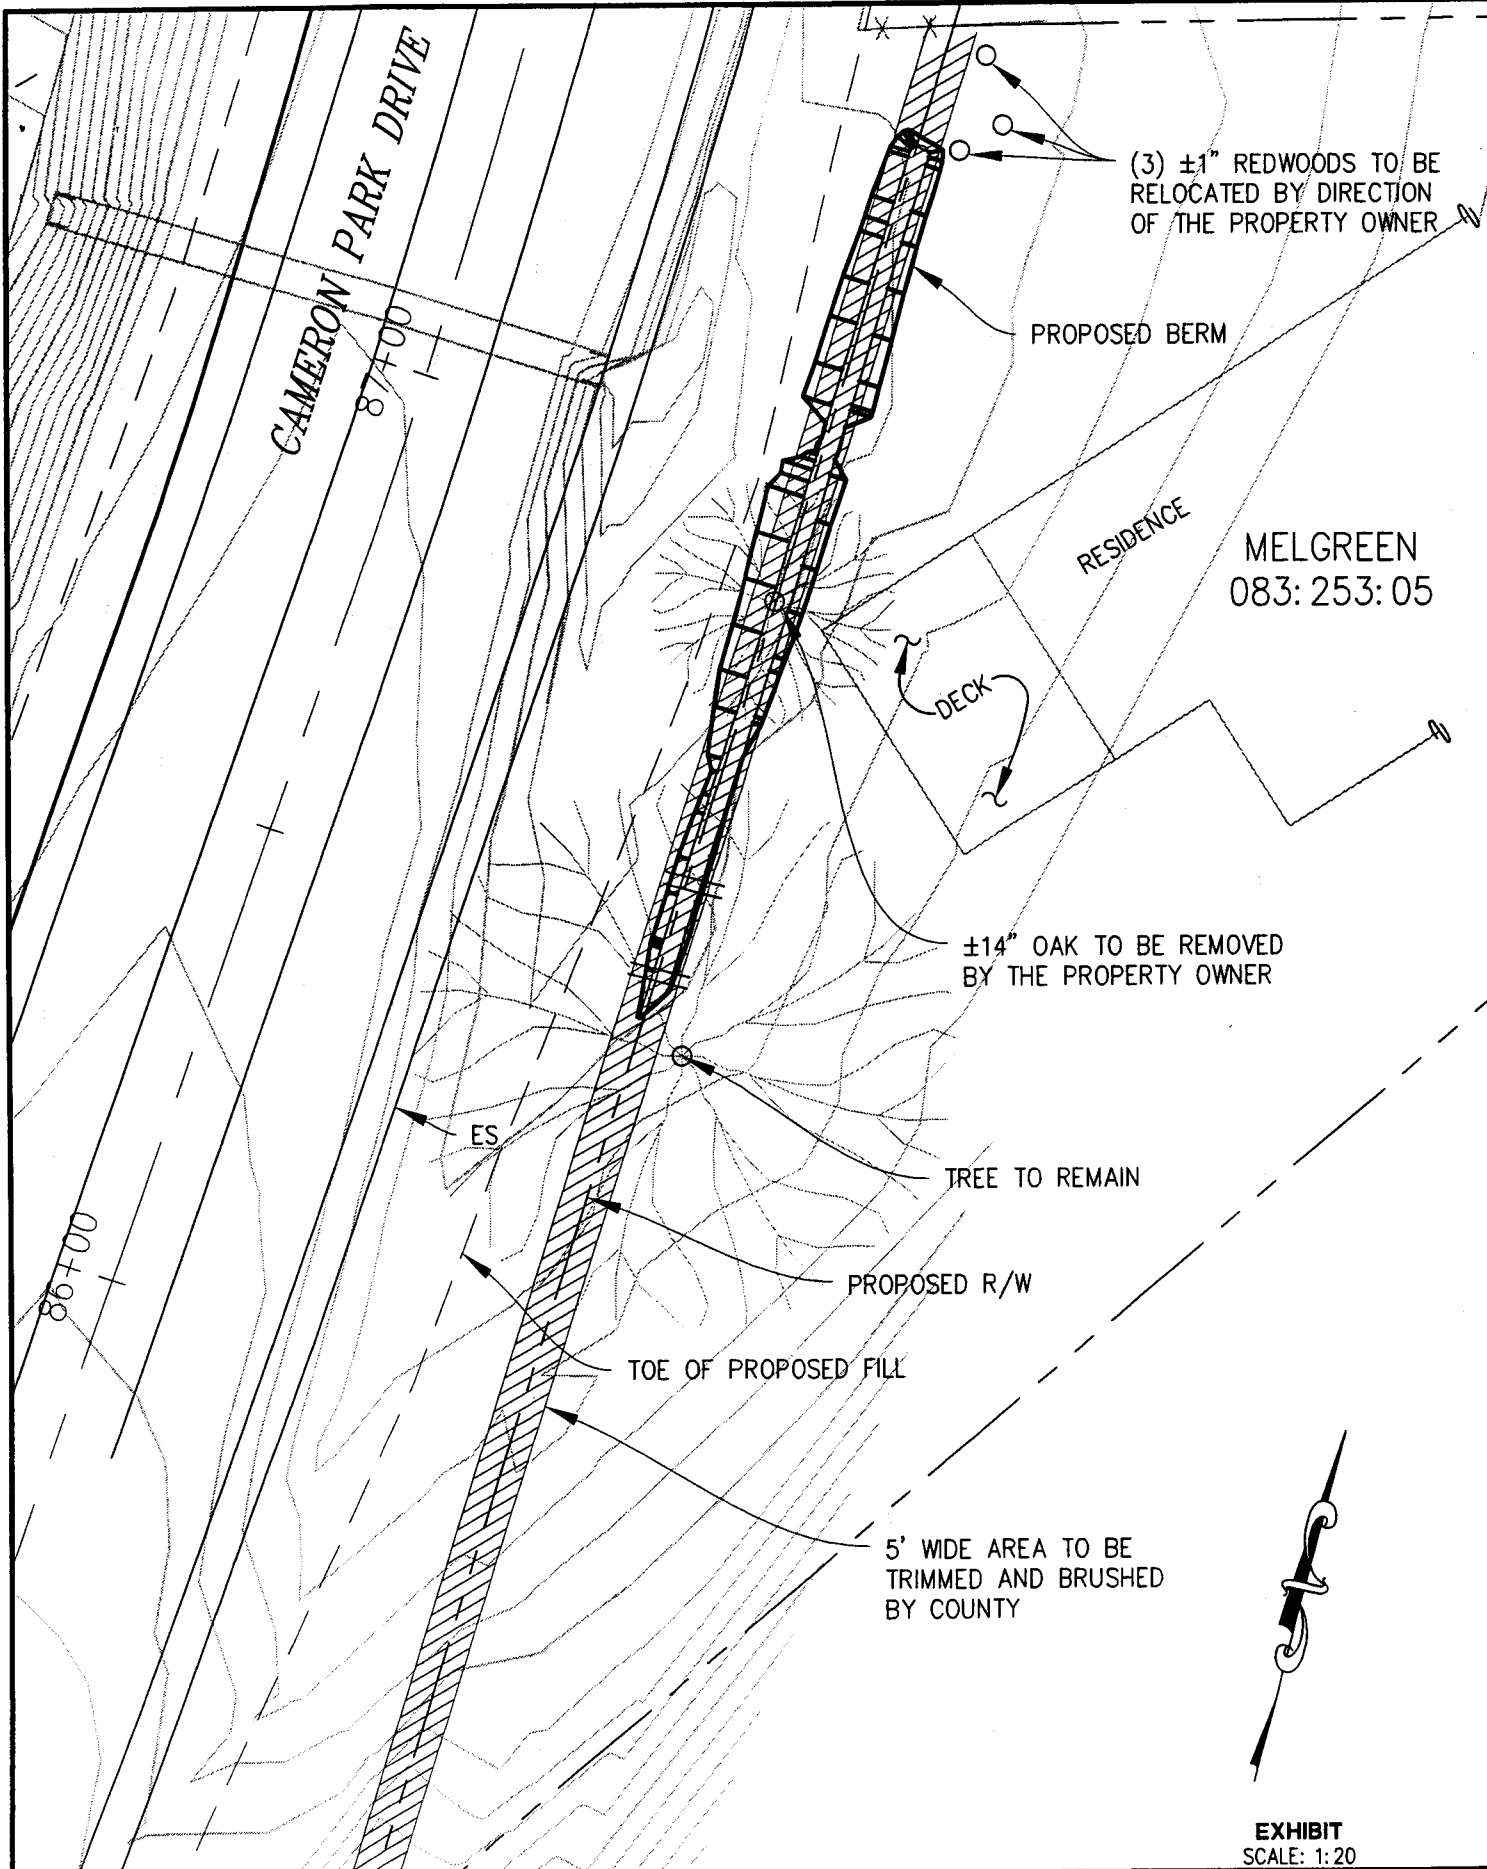 CAMERON PARK DRIVE
87+00
(3) ±1" REDWOODS TO BE
RELOCATED BY DIRECTION
OF THE PROPERTY OWNER
PROPOSED BERM
RESIDENCE
MELGREEN
083:253:05
DECK
±14" OAK TO BE REMOVED
BY THE PROPERTY OWNER
ES
TREE TO REMAIN
86+00
PROPOSED R/W
TOE OF PROPOSED FILL
5' WIDE AREA TO BE
TRIMMED AND BRUSHED
BY COUNTY
EXHIBIT
SCALE: 1:20